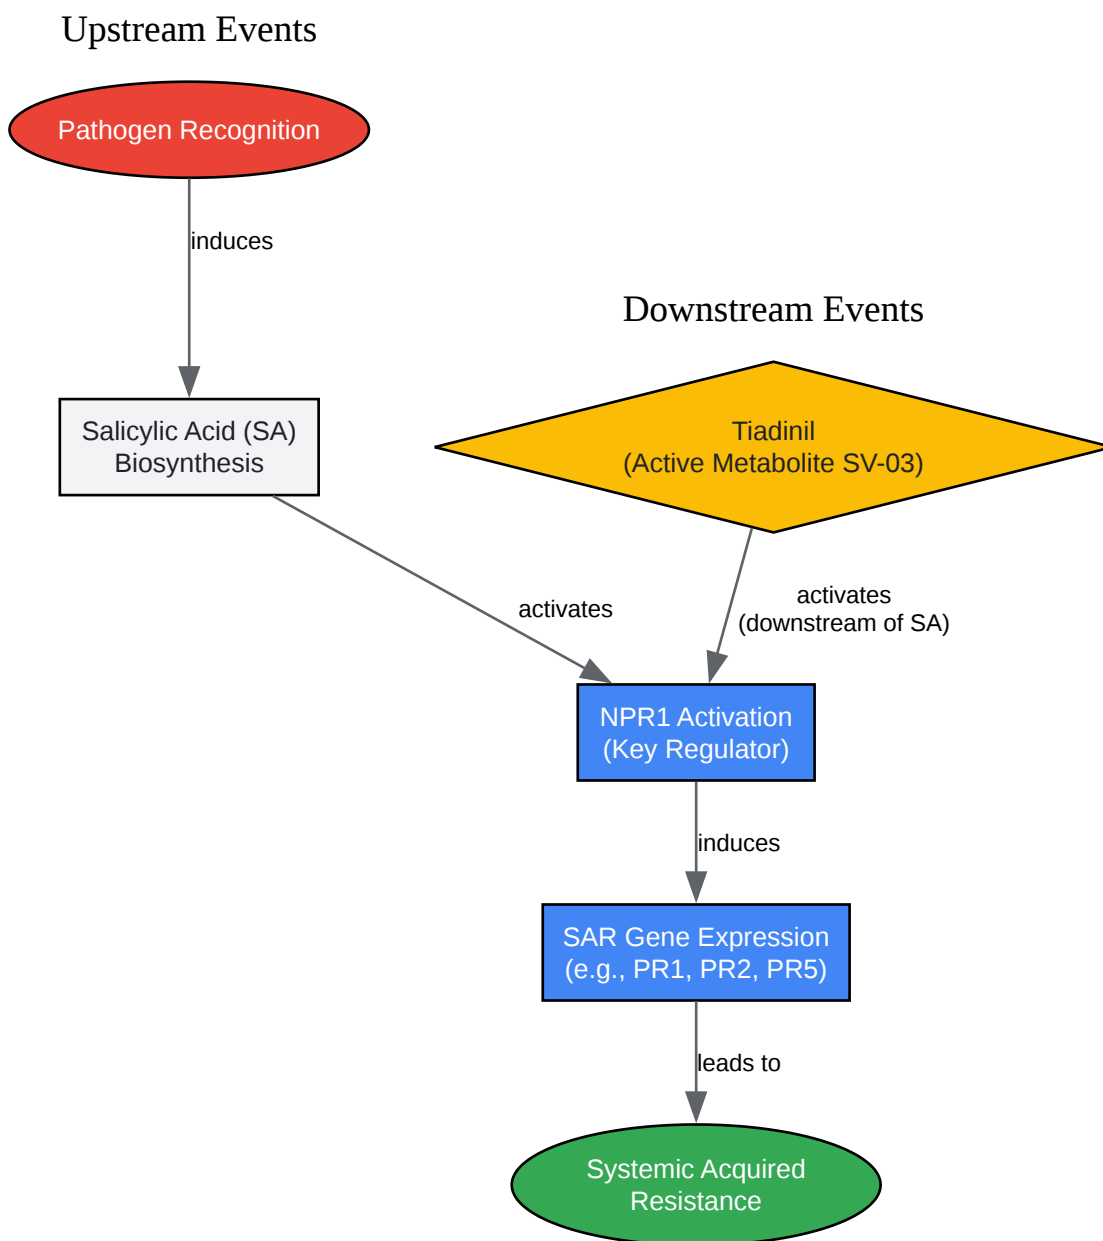 Upstream Events
Pathogen Recognition
induces
Downstream Events
Salicylic Acid (SA)
Biosynthesis
Tiadinil
(Active Metabolite SV-03)
activates
activates
(downstream of SA)
NPR1 Activation
(Key Regulator)
induces
SAR Gene Expression
(e.g., PR1, PR2, PR5)
leads to
Systemic Acquired
Resistance